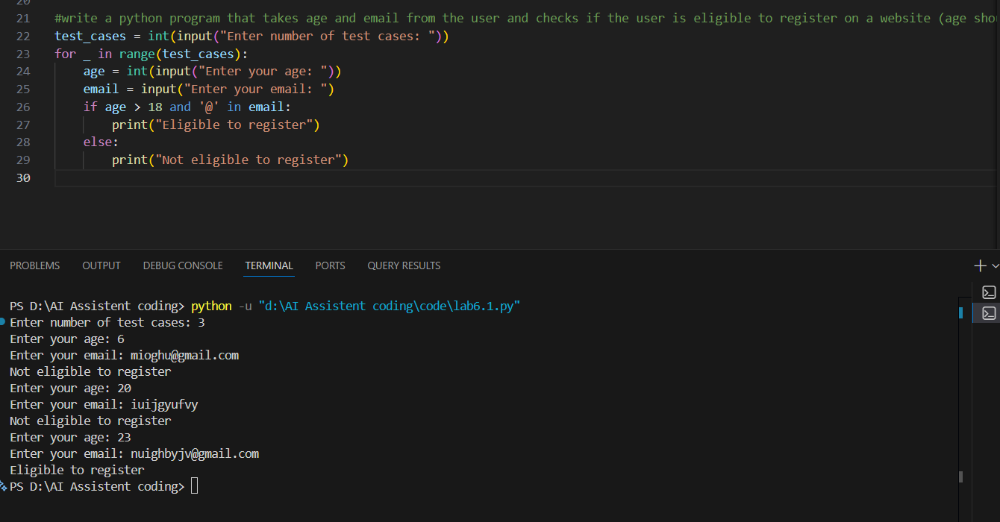 20
21 #write a python program that takes age and email from the user and checks if the user is eligible to register on a website (age
22 test_cases = int(input("Enter number of test cases: "))
23 for _ in range(test_cases):
24 age = int(input("Enter your age: "))
25 email = input("Enter your email: ")
26 if age > 18 and '@' in email:
27 print("Eligible to register")
28 else:
29 print("Not eligible to register")
30
PROBLEMS OUTPUT DEBUG CONSOLE TERMINAL PORTS QUERY RESULTS
PS D:\AI Assistent coding> python -u "d:\AI Assistent coding\code\lab6.1.py"
Enter number of test cases: 3
Enter your age: 6
Enter your email: mioghu@gmail.com
Not eligible to register
Enter your age: 20
Enter your email: iuijgyufvy
Not eligible to register
Enter your age: 23
Enter your email: nuighbyjv@gmail.com
Eligible to register
PS D:\AI Assistent coding>